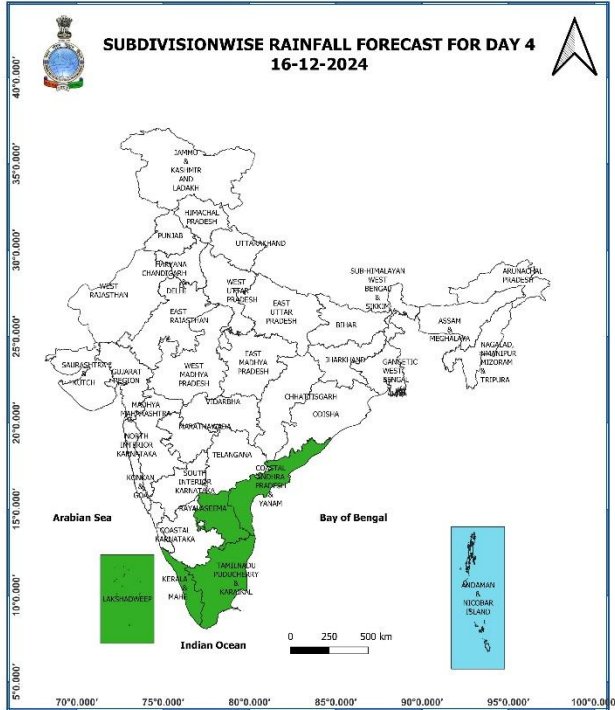 SUBDIVISIONWISE RAINFALL FORECAST FOR DAY 4
16-12-2024
40°0.000'
35°0.000'
30°0.000'
25°0.000'
20°0.000'
15°0.000'
10°0.000'
5°0.000'
JAMMO
&
KASHMIR
AND
LADAKH
HIMACHAL
PRADESH
PUNJAB
UTTARAKHAND
HARYANA
CHANDIGARH
&
DELHI
WEST
RAJASTHAN
WEST
UTTAR
PRADESH
EAST
RAJASTHAN
EAST
UTTAR
PRADESH
SUB-HIMALAYAN
WEST
BENGAL
&
SIKKIM
ARUNACHAL
PRADESH
ASSAM
&
MEGHALAYA
NAGALAD,
MANIPUR
MIZORAM
&
TRIPURA
BIHAR
JHARKHAND
GANGETIC
WEST
BENGAL
SAURASHTRA
&
KUTCH
GUJARAT
REGION
WEST
MADHYA
PRADESH
EAST
MADHYA
PRADESH
CHHATTISGARH
ODISHA
MADHYA
MAHARASHTRA
VIDARBHA
MARATHAWADA
NORTH
INTERIOR
KARNATAKA
TELANGANA
KONKAN
&
GOA
SOUTH
INTERIOR
KARNATAKA
COASTAL
ANDHRA
PRADESH
&
YANAM
RAYALASEEMA
COASTAL
KARNATAKA
Arabian Sea
Bay of Bengal
LAKSHADWEEP
KERALA
&
MAHE
TAMILNADU
PUDUCHERRY
&
KARAIKAL
ANDAMAN
&
NICOBAR
ISLAND
Indian Ocean
0 250 500 km
70°0.000' 75°0.000' 80°0.000' 85°0.000' 90°0.000' 95°0.000' 100°0.000'